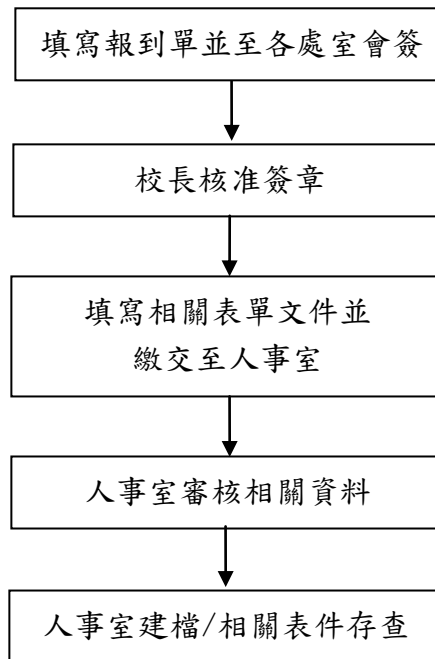 填寫報到單並至各處室會簽
校長核准簽章
填寫相關表單文件並
繳交至人事室
人事室審核相關資料
人事室建檔/相關表件存查